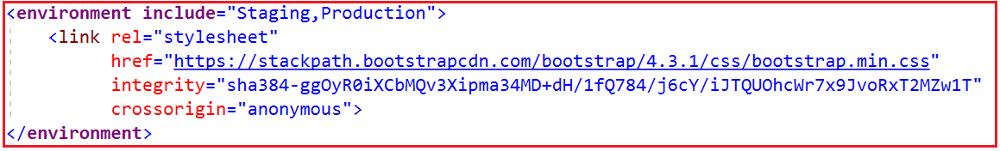 <environment include="Staging,Production">
<link rel="stylesheet"
href="https://stackpath.bootstrapcdn.com/bootstrap/4.3.1/css/bootstrap.min.css"
integrity="sha384-ggOyR0iXCbMQv3Xipma34MD+dH/1fQ784/j6cY/iJTQUOhcWr7x9JvoRxT2MZw1T"
crossorigin="anonymous">
</environment>